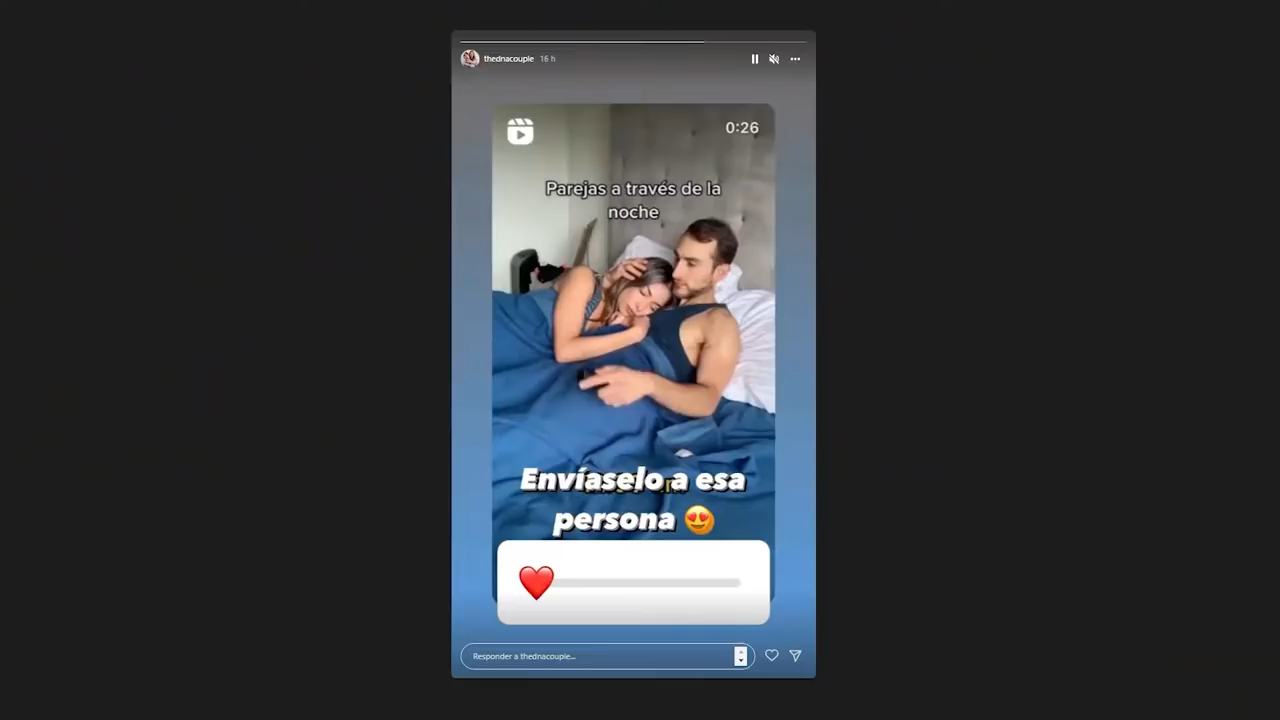 thednacouple 16 h
0:26
Parejas a través de la
noche
Envíaselo a esa
persona 😍
Responder a thednacouple...